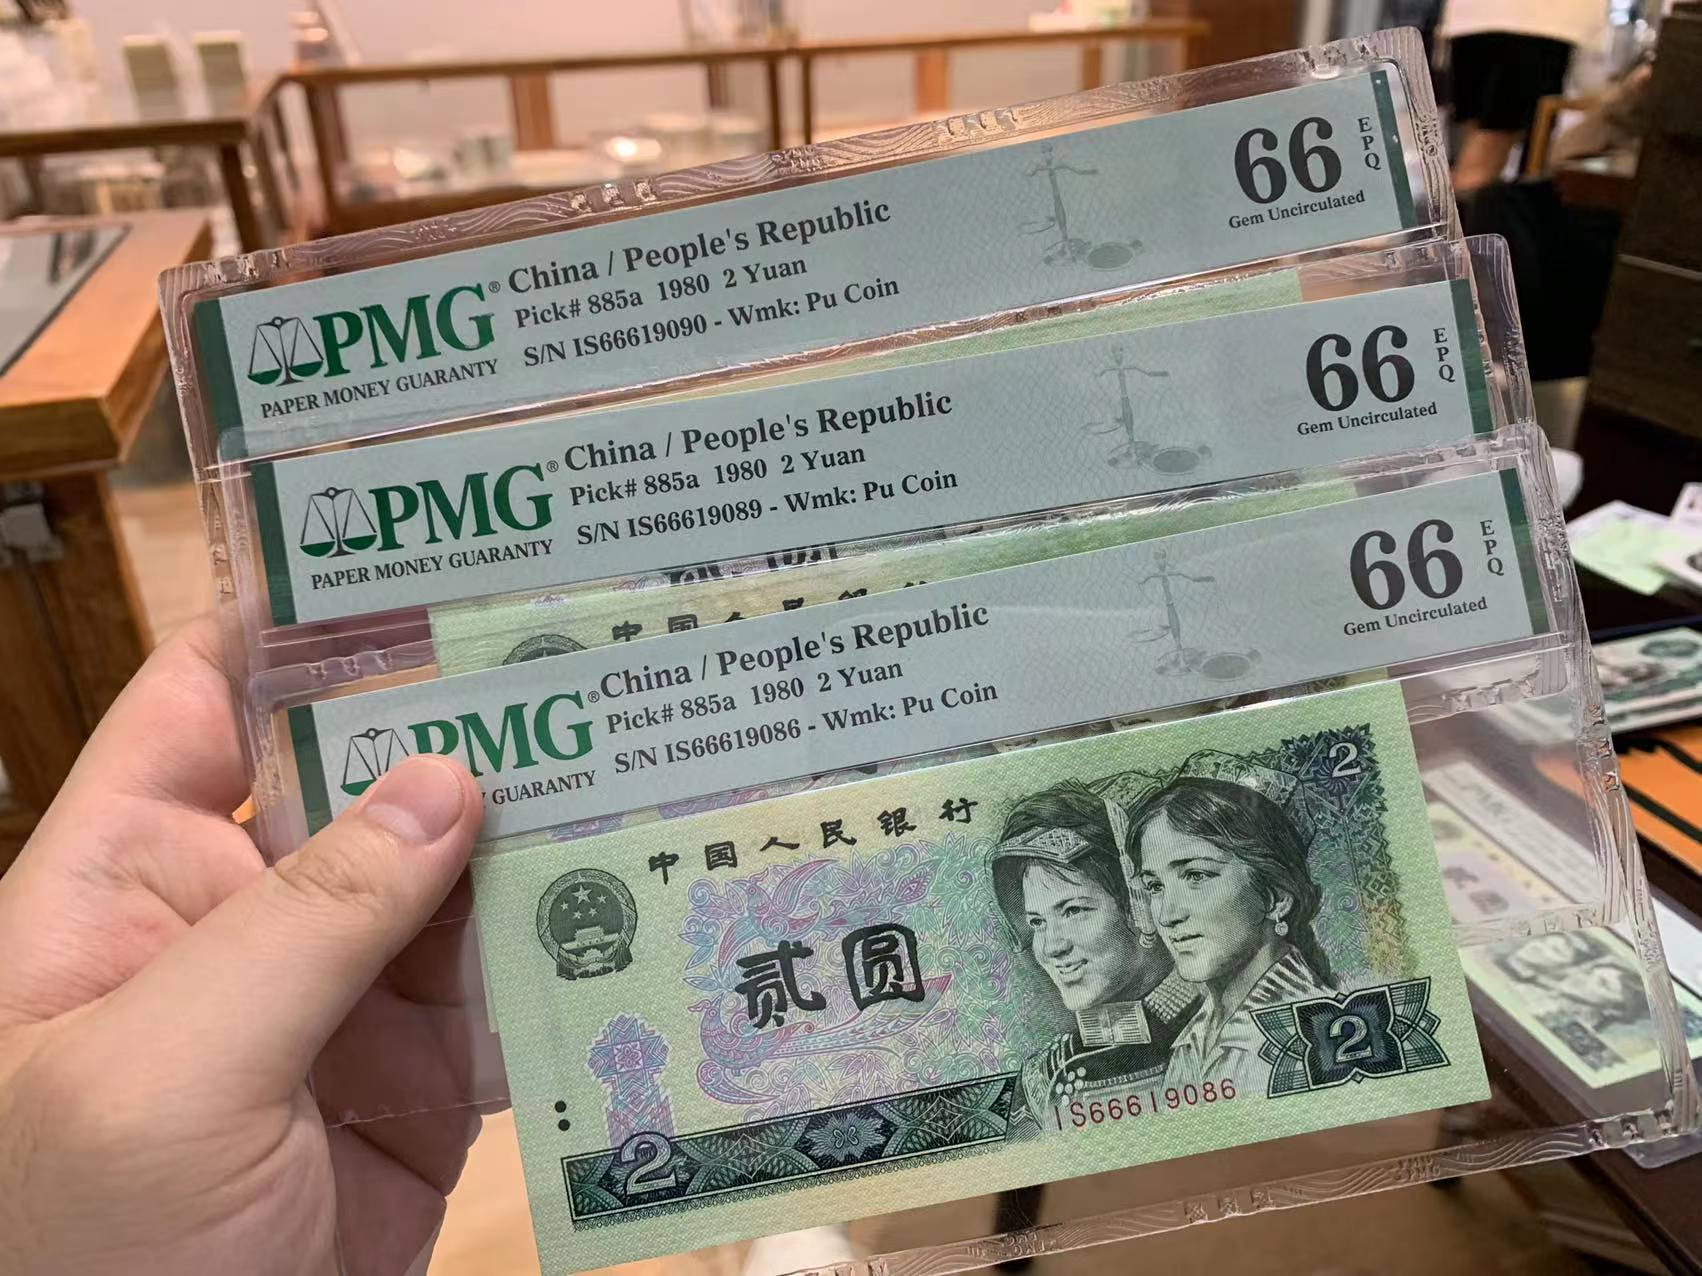 PMG® China / People's Republic
Pick# 885a 1980 2 Yuan
PAPER MONEY GUARANTY S/N IS66619090 - Wmk: Pu Coin
66 EPQ
Gem Uncirculated
PMG® China / People's Republic
Pick# 885a 1980 2 Yuan
PAPER MONEY GUARANTY S/N IS66619089 - Wmk: Pu Coin
66 EPQ
Gem Uncirculated
中国
PMG® China / People's Republic
Pick# 885a 1980 2 Yuan
GUARANTY S/N IS66619086 - Wmk: Pu Coin
66 EPQ
Gem Uncirculated
中国人民银行
2
贰圆
2
IS66619086
2